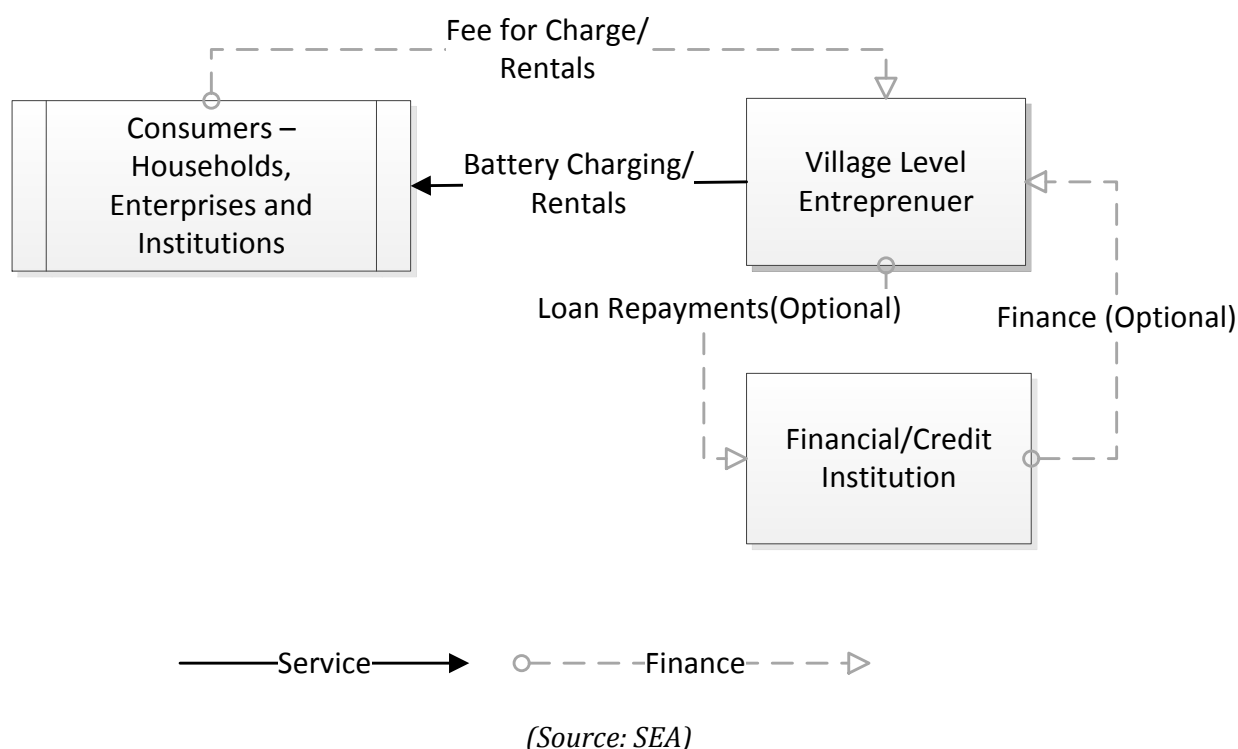 Fee for Charge/
Rentals
Consumers –
Households,
Enterprises and
Institutions
Battery Charging/
Rentals
Village Level
Entreprenuer
Loan Repayments(Optional)
Finance (Optional)
Financial/Credit
Institution
Service
Finance
(Source: SEA)